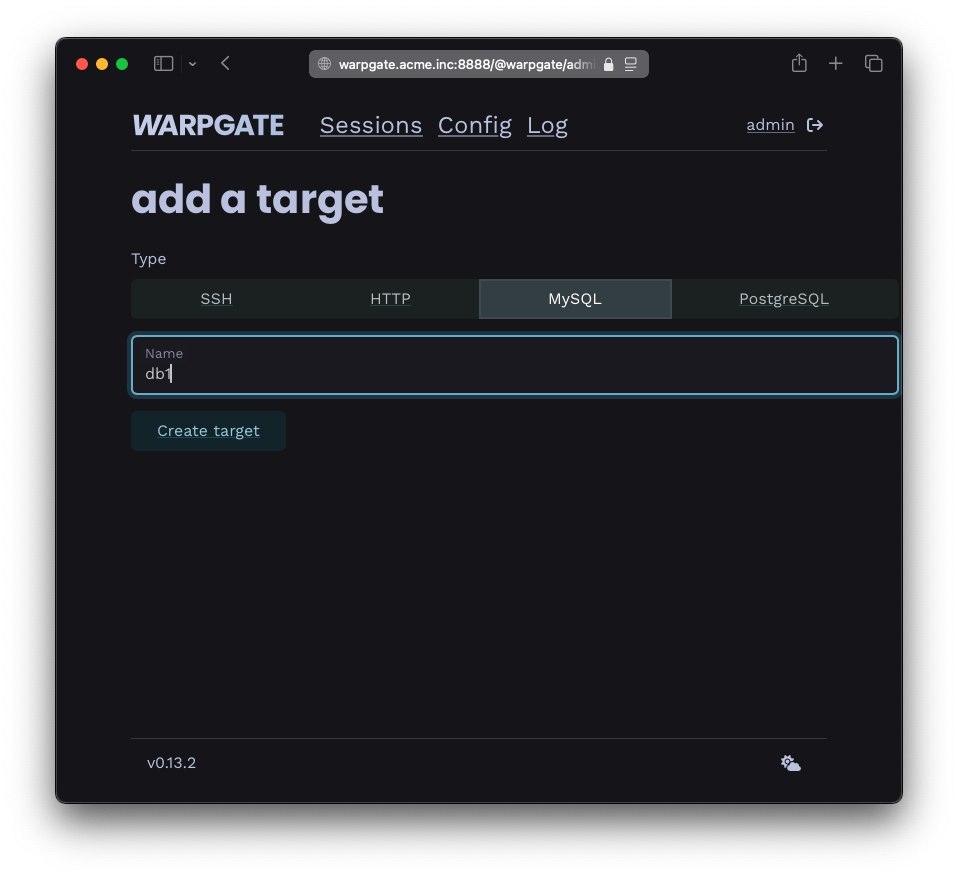 warpgate.acme.inc:8888/@warpgate/admi
WARPGATE Sessions Config Log admin
add a target
Type
SSH HTTP MySQL PostgreSQL
Name
db1
Create target
v0.13.2